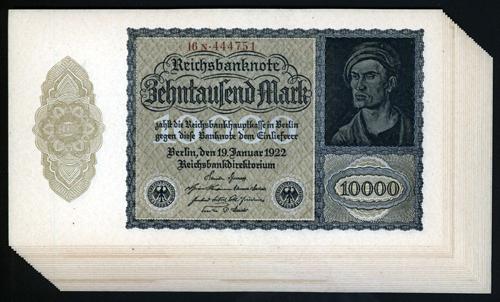 16N·444751
Reichsbanknote
Zehntausend Mark
zahlt die Reichsbankhauptkasse in Berlin
gegen diese Banknote dem Einlieferer
Berlin, den 19. Januar 1922
Reichsbankdirektorium
10000